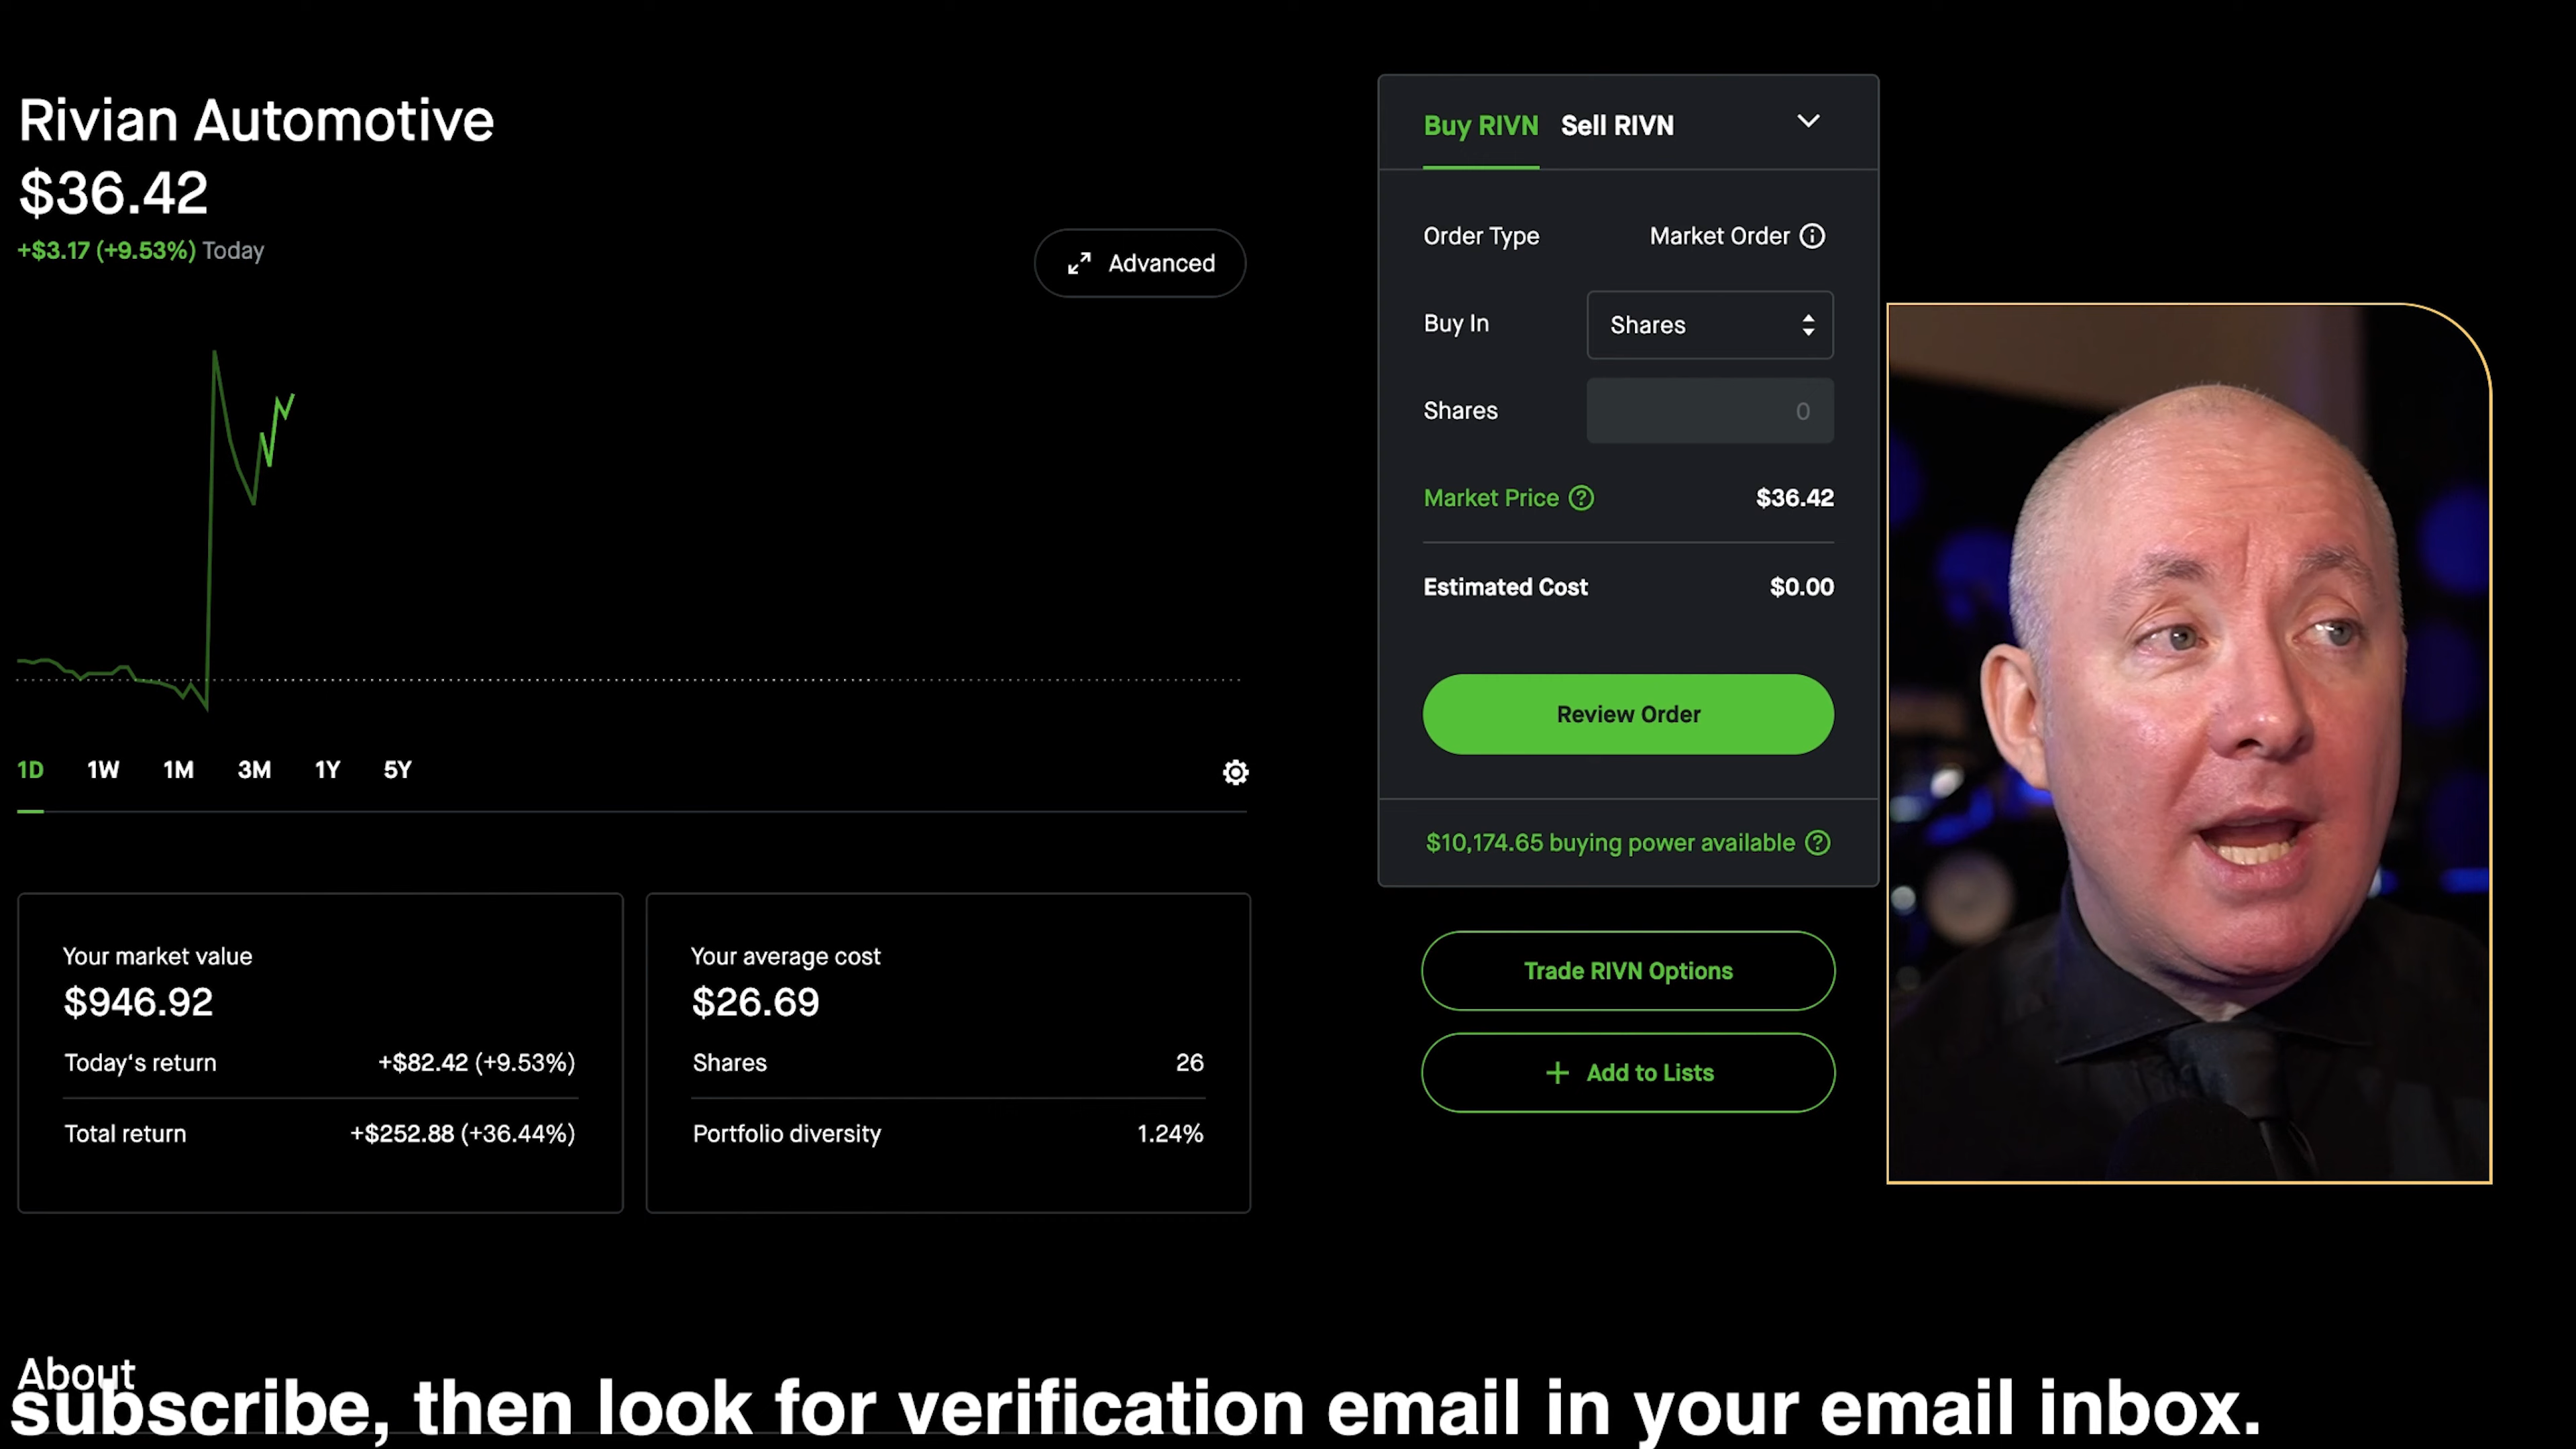 Rivian Automotive
$36.42
+$3.17 (+9.53%) Today
Advanced
1D 1W 1M 3M 1Y 5Y
Your market value
$946.92
Today's return +$82.42 (+9.53%)
Total return +$252.88 (+36.44%)
Your average cost
$26.69
Shares 26
Portfolio diversity 1.24%
Buy RIVN Sell RIVN
Order Type Market Order
Buy In Shares
Shares 0
Market Price $36.42
Estimated Cost $0.00
Review Order
$10,174.65 buying power available
Trade RIVN Options
+ Add to Lists
About
subscribe, then look for verification email in your email inbox.